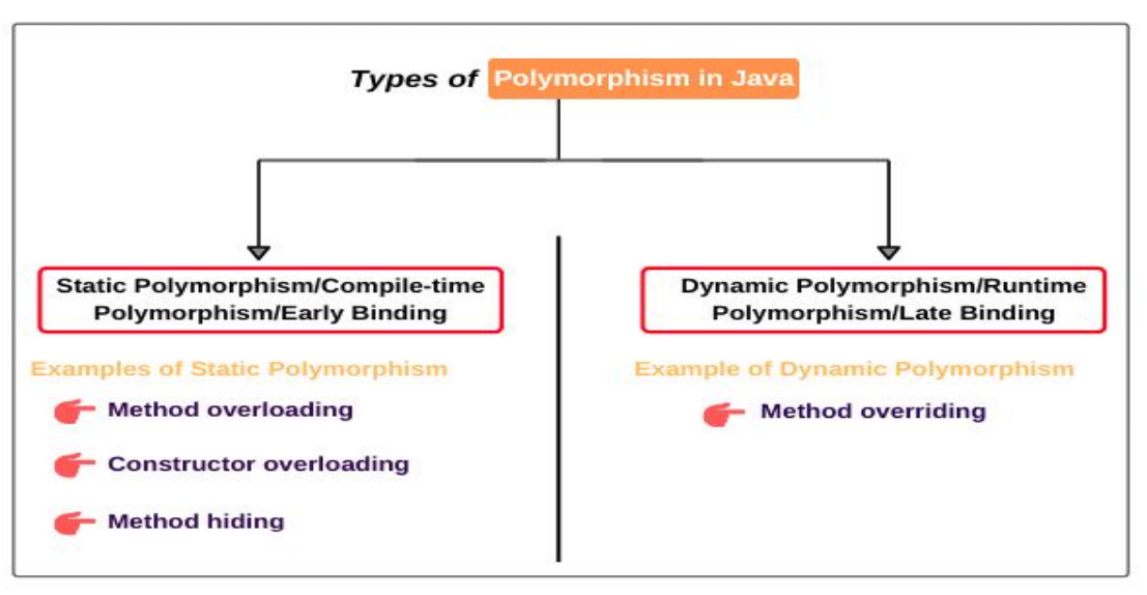 Types of Polymorphism in Java
Static Polymorphism/Compile-time
Polymorphism/Early Binding
Examples of Static Polymorphism
Method overloading
Constructor overloading
Method hiding
Dynamic Polymorphism/Runtime
Polymorphism/Late Binding
Example of Dynamic Polymorphism
Method overriding